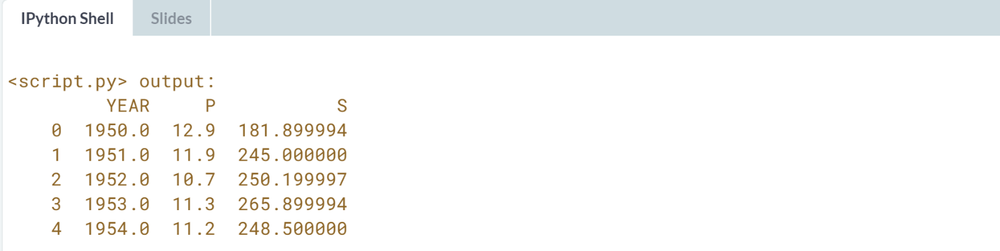 IPython Shell Slides
<script.py> output:
YEAR P S
0 1950.0 12.9 181.899994
1 1951.0 11.9 245.000000
2 1952.0 10.7 250.199997
3 1953.0 11.3 265.899994
4 1954.0 11.2 248.500000